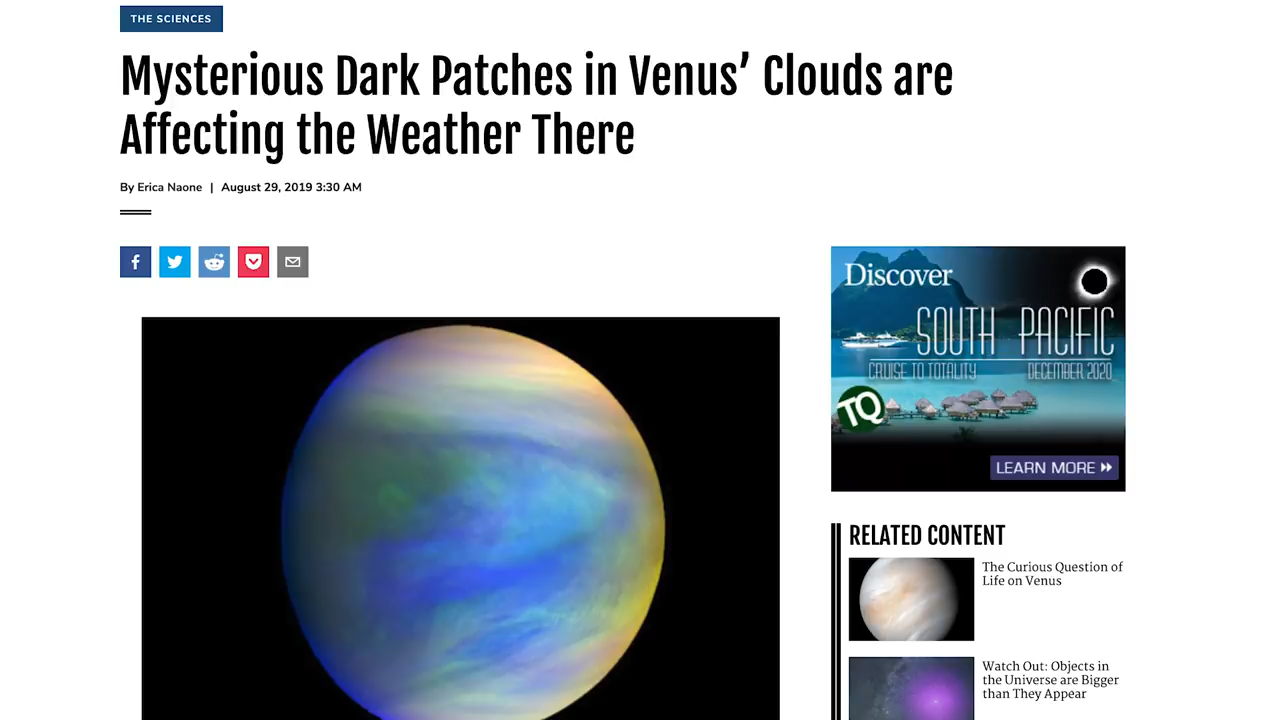 THE SCIENCES
Mysterious Dark Patches in Venus’ Clouds are
Affecting the Weather There
By Erica Naone | August 29, 2019 3:30 AM
Discover
SOUTH PACIFIC
CRUISE TO TOTALITY DECEMBER 2020
TQ
LEARN MORE
RELATED CONTENT
The Curious Question of
Life on Venus
Watch Out: Objects in
the Universe are Bigger
than They Appear